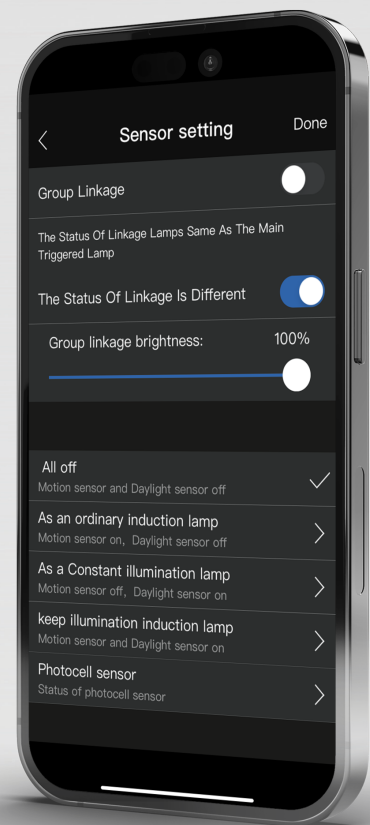 Sensor setting
Done
Group Linkage
The Status Of Linkage Lamps Same As The Main
Triggered Lamp
The Status Of Linkage Is Different
Group linkage brightness:
100%
All off
Motion sensor and Daylight sensor off
As an ordinary induction lamp
Motion sensor on, Daylight sensor off
As a Constant illumination lamp
Motion sensor off, Daylight sensor on
keep illumination induction lamp
Motion sensor and Daylight sensor on
Photocell sensor
Status of photocell sensor